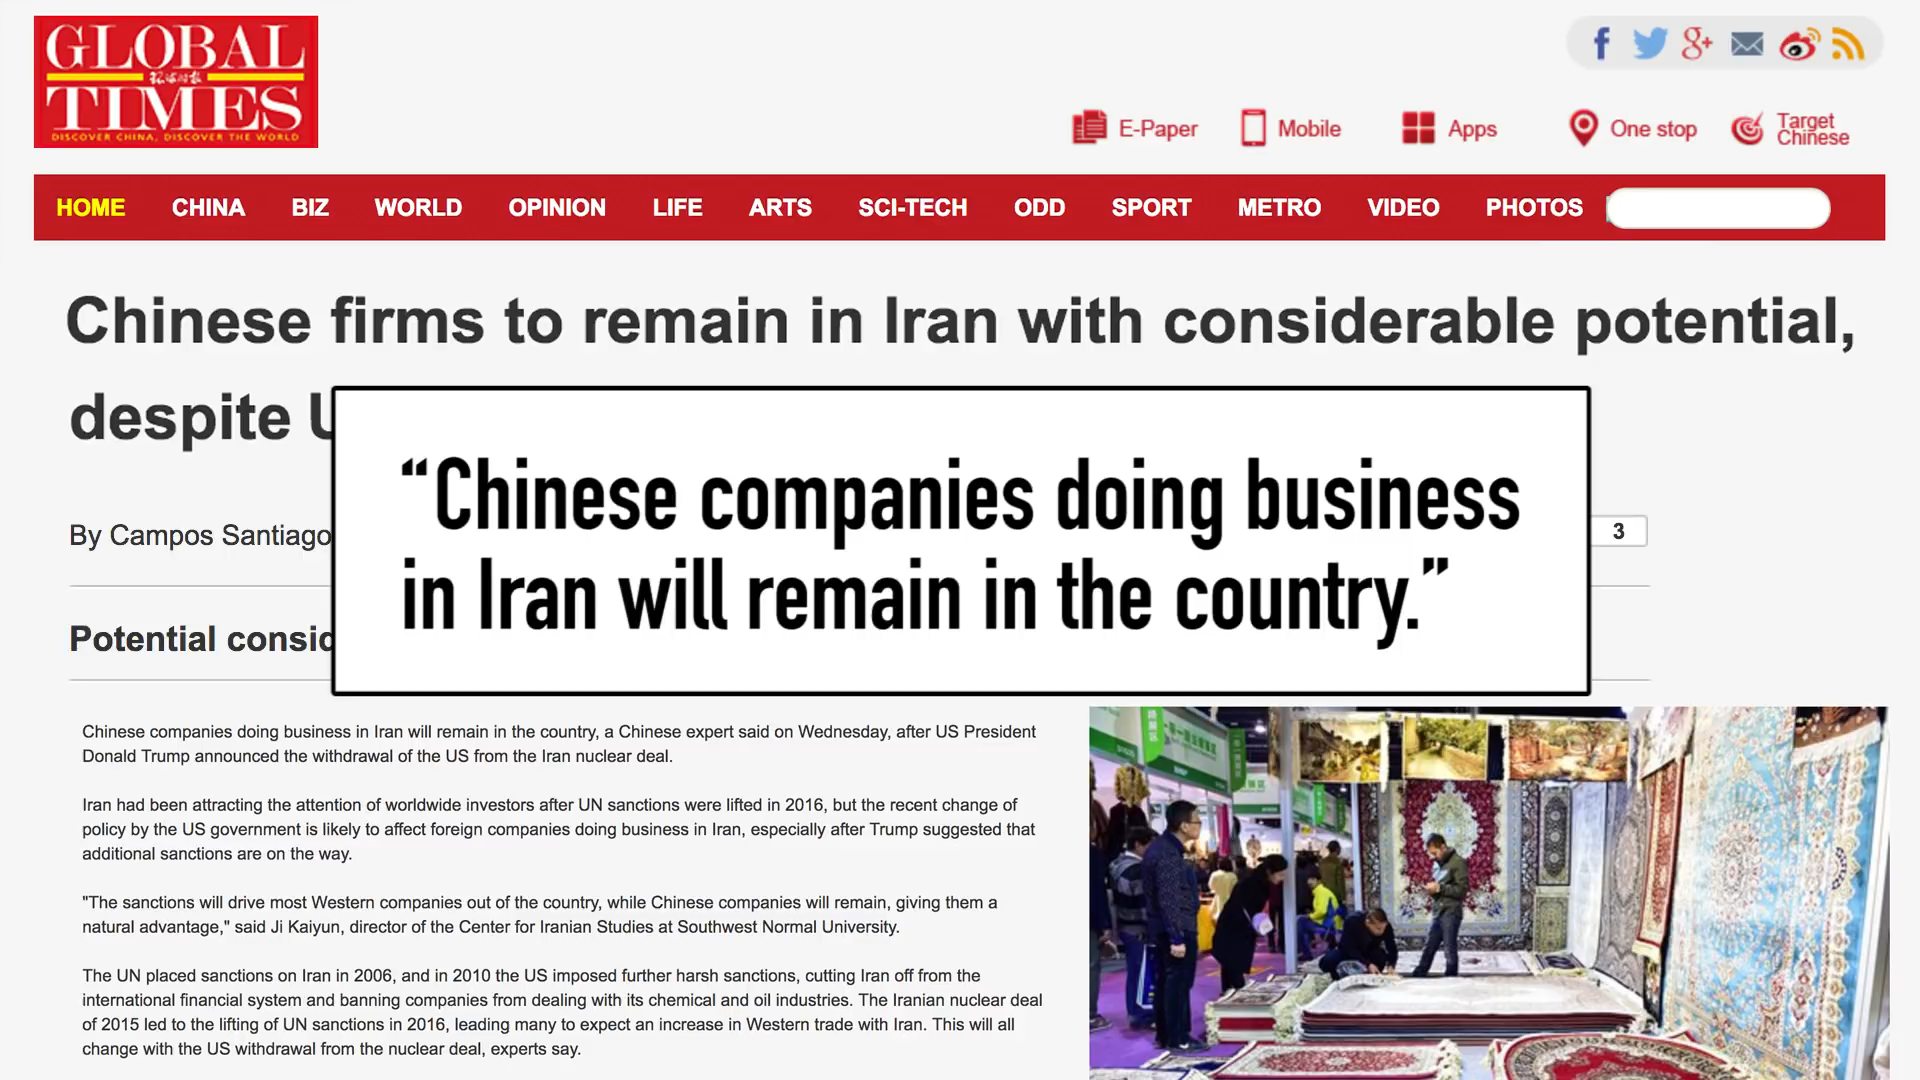 GLOBAL
环球时报
TIMES
DISCOVER CHINA, DISCOVER THE WORLD
E-Paper
Mobile
Apps
One stop
Target
Chinese
HOME CHINA BIZ WORLD OPINION LIFE ARTS SCI-TECH ODD SPORT METRO VIDEO PHOTOS
Chinese firms to remain in Iran with considerable potential,
despite
“Chinese companies doing business
in Iran will remain in the country.”
By Campos Santiago
3
Potential
Chinese companies doing business in Iran will remain in the country, a Chinese expert said on Wednesday, after US President
Donald Trump announced the withdrawal of the US from the Iran nuclear deal.
Iran had been attracting the attention of worldwide investors after UN sanctions were lifted in 2016, but the recent change of
policy by the US government is likely to affect foreign companies doing business in Iran, especially after Trump suggested that
additional sanctions are on the way.
"The sanctions will drive most Western companies out of the country, while Chinese companies will remain, giving them a
natural advantage," said Ji Kaiyun, director of the Center for Iranian Studies at Southwest Normal University.
The UN placed sanctions on Iran in 2006, and in 2010 the US imposed further harsh sanctions, cutting Iran off from the
international financial system and banning companies from dealing with its chemical and oil industries. The Iranian nuclear deal
of 2015 led to the lifting of UN sanctions in 2016, leading many to expect an increase in Western trade with Iran. This will all
change with the US withdrawal from the nuclear deal, experts say.